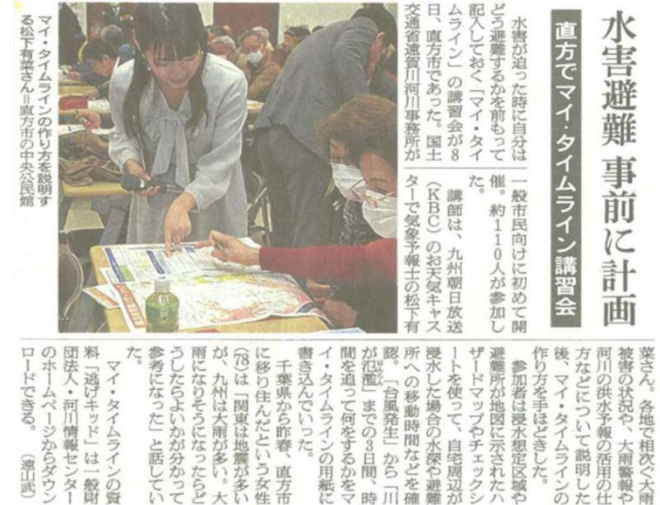 水害避難 事前に計画
直方でマイ・タイムライン講習会
水害が迫った時に自分は
どう避難するかを前もって
記入しておく「マイ・タイ
ムライン」の講習会が8
日、直方市であった。国土
交通省遠賀川河川事務所が
一般市民向けに初めて開
催。約110人が参加し
た。
講師は、九州朝日放送
(KBC)のお天気キャス
ターで気象予報士の松下有
菜さん。各地で相次ぐ大雨
被害の状況や、大雨警報や
河川の洪水予報の活用の仕
方などについて説明した
後、マイ・タイムラインの
作り方を手ほどきした。
参加者は浸水想定区域や
避難所が地図に示されたハ
ザードマップやチェックシ
ートを使って、自宅周辺が
浸水した場合の水深や避難
所への移動時間などを確
認。「台風発生」から「川
が氾濫」までの3日間、時
間を追って何をするかをマ
イ・タイムラインの用紙に
書き込んでいった。
千葉県から昨春、直方市
に移り住んだという女性
(78)は「関東は地震が多い
が、九州は大雨が多い。大
雨になりそうになったらど
うしたらよいかが分かって
参考になった」と話してい
た。
マイ・タイムラインの資
料「逃げキッド」は一般財
団法人・河川情報センター
のホームページからダウン
ロードできる。(遠山武)
マイ・タイムラインの作り方を説明す
る松下有菜さん=直方市の中央公民館